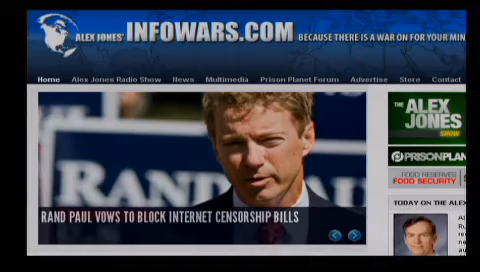 ALEX JONES' INFOWARS.COM BECAUSE THERE IS A WAR ON FOR YOUR MIN
Home Alex Jones Radio Show News Multimedia Prison Planet Forum Advertise Store Contact
THE
ALEX
JONES
SHOW
PRISONPLAN
FOOD RESERVES
FOOD SECURITY
RAND PAUL
RAND PAUL VOWS TO BLOCK INTERNET CENSORSHIP BILLS
TODAY ON THE ALEX